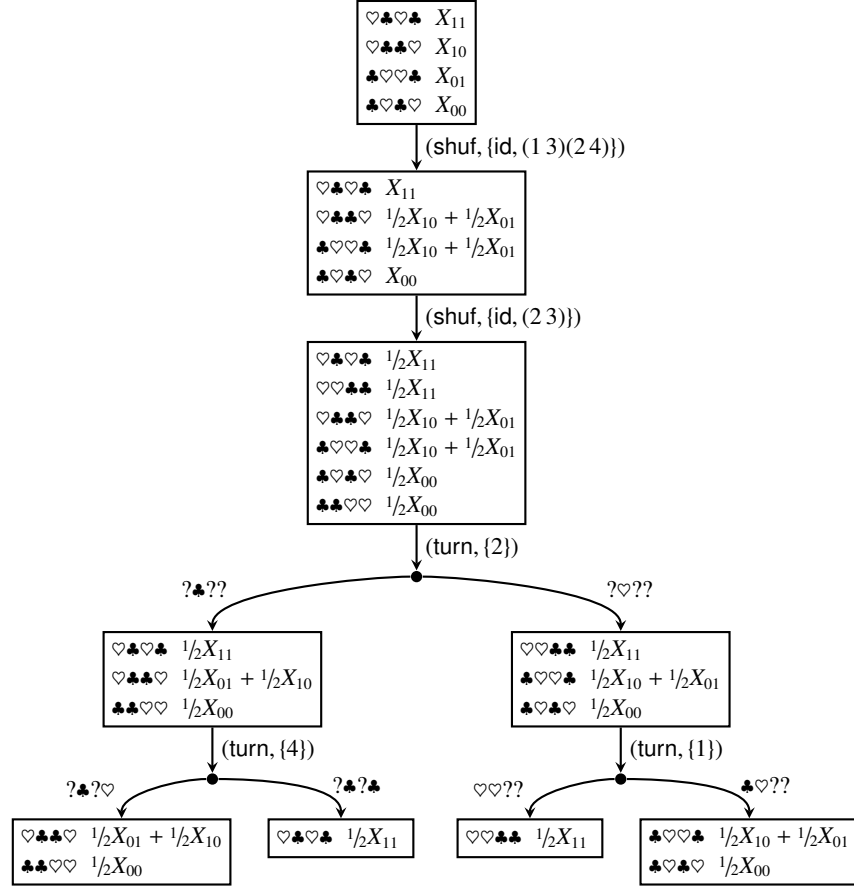 ♡♣♡♣ X₁₁
♡♣♣♡ X₁₀
♣♡♡♣ X₀₁
♣♡♣♡ X₀₀
(shuf, {id, (1 3)(2 4)})
♡♣♡♣ X₁₁
♡♣♣♡ 1/2X₁₀ + 1/2X₀₁
♣♡♡♣ 1/2X₁₀ + 1/2X₀₁
♣♡♣♡ X₀₀
(shuf, {id, (2 3)})
♡♣♡♣ 1/2X₁₁
♡♡♣♣ 1/2X₁₁
♡♣♣♡ 1/2X₁₀ + 1/2X₀₁
♣♡♡♣ 1/2X₁₀ + 1/2X₀₁
♣♡♣♡ 1/2X₀₀
♣♣♡♡ 1/2X₀₀
(turn, {2})
?♣??
?♡??
♡♣♡♣ 1/2X₁₁
♡♣♣♡ 1/2X₀₁ + 1/2X₁₀
♣♣♡♡ 1/2X₀₀
♡♡♣♣ 1/2X₁₁
♣♡♡♣ 1/2X₁₀ + 1/2X₀₁
♣♡♣♡ 1/2X₀₀
(turn, {4})
(turn, {1})
?♣?♡
?♣?♣
♡♡??
♣♡??
♡♣♣♡ 1/2X₀₁ + 1/2X₁₀
♣♣♡♡ 1/2X₀₀
♡♣♡♣ 1/2X₁₁
♡♡♣♣ 1/2X₁₁
♣♡♡♣ 1/2X₁₀ + 1/2X₀₁
♣♡♣♡ 1/2X₀₀